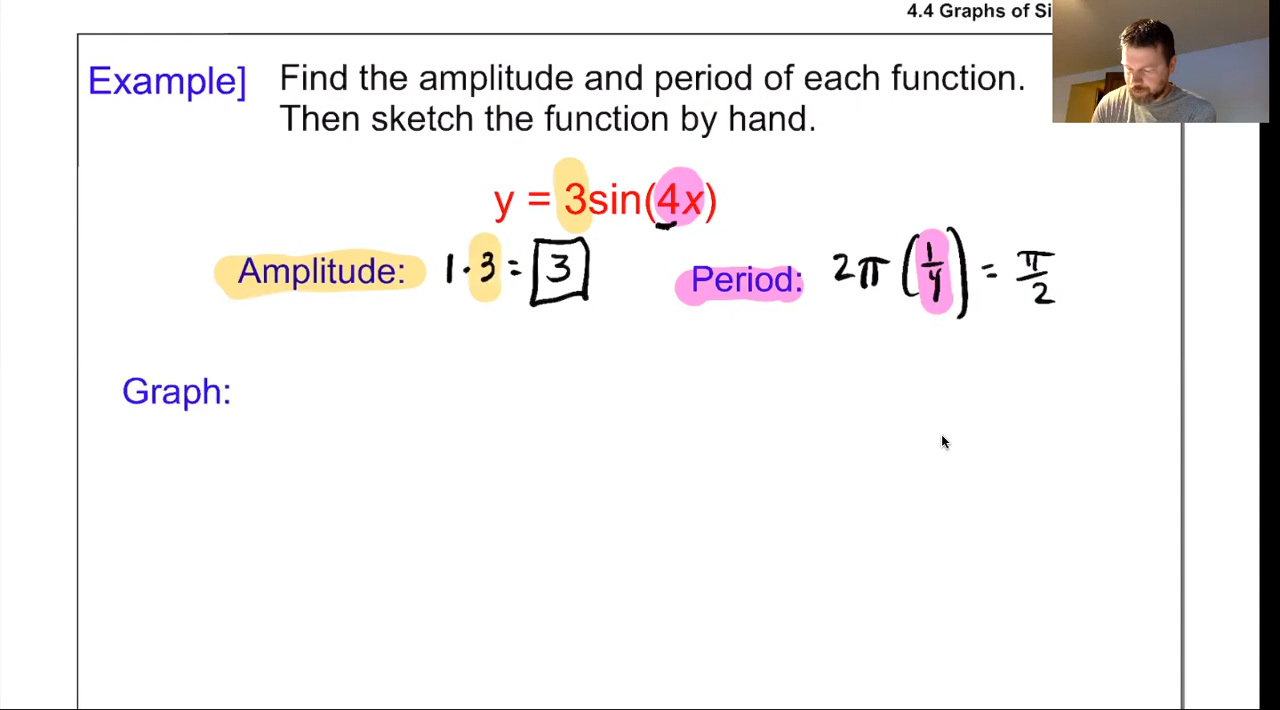 4.4 Graphs of Si
Example] Find the amplitude and period of each function.
Then sketch the function by hand.
y = 3sin(4x)
Amplitude: 1·3 = 3 Period: 2π (1/4) = π/2
Graph: